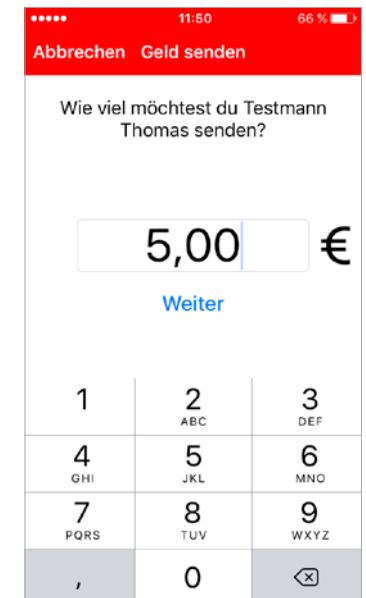 11:50 66 %
Abbrechen Geld senden
Wie viel möchtest du Testmann
Thomas senden?
5,00 €
Weiter
1 2 3
ABC DEF
4 5 6
GHI JKL MNO
7 8 9
PQRS TUV WXYZ
, 0